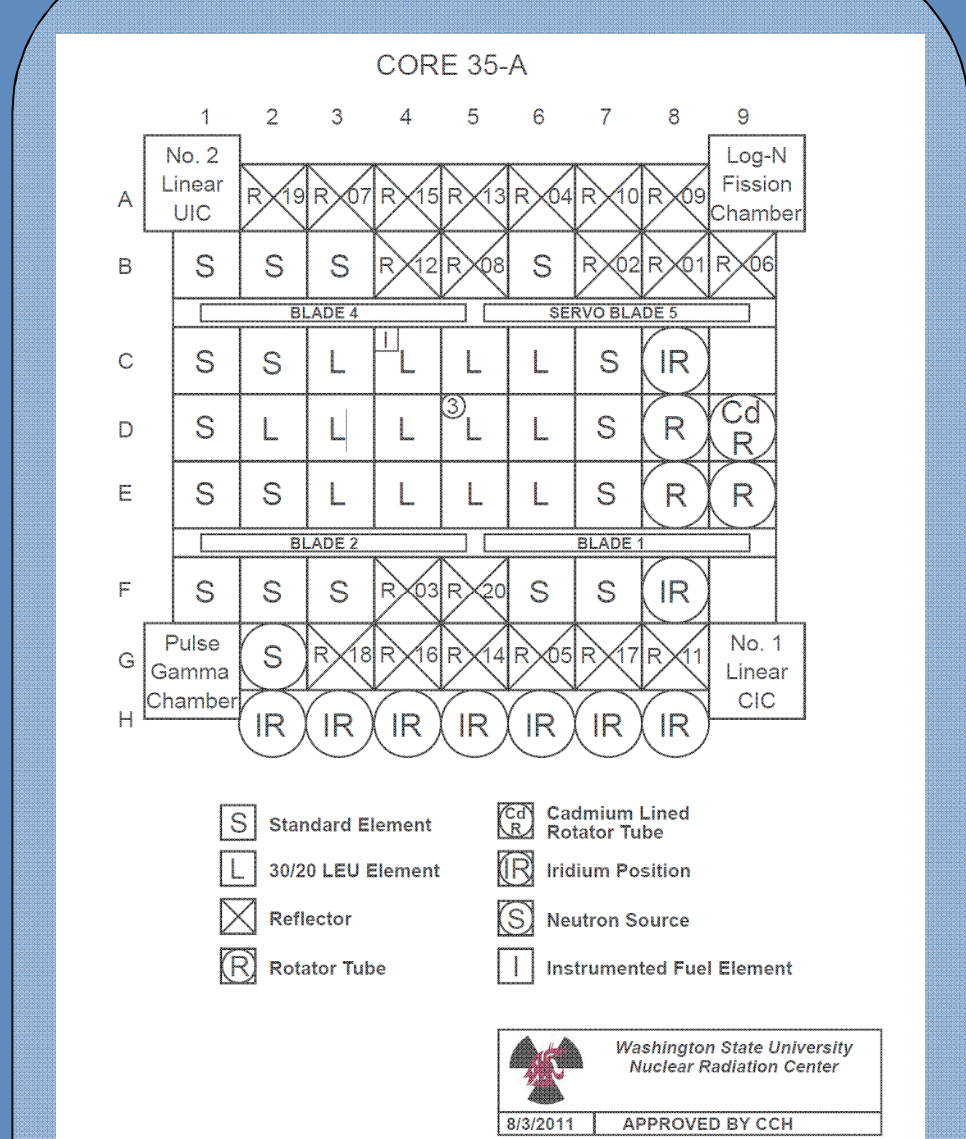 CORE 35-A
1 2 3 4 5 6 7 8 9
No. 2
Linear
UIC
Log-N
Fission
Chamber
A R 19 R 07 R 15 R 13 R 04 R 10 R 09
B S S S R 12 R 08 S R 02 R 01 R 06
BLADE 4 SERVO BLADE 5
I
C S S L L L L S IR
3
D S L L L L L S R Cd R
E S S L L L L S R R
BLADE 2 BLADE 1
F S S S R 03 R 20 S S IR
Pulse
Gamma
Chamber
No. 1
Linear
CIC
G S R 18 R 16 R 14 R 05 R 17 R 11
H IR IR IR IR IR IR IR
S Standard Element
L 30/20 LEU Element
Reflector
R Rotator Tube
Cd R Cadmium Lined
Rotator Tube
IR Iridium Position
S Neutron Source
I Instrumented Fuel Element
Washington State University
Nuclear Radiation Center
8/3/2011 APPROVED BY CCH